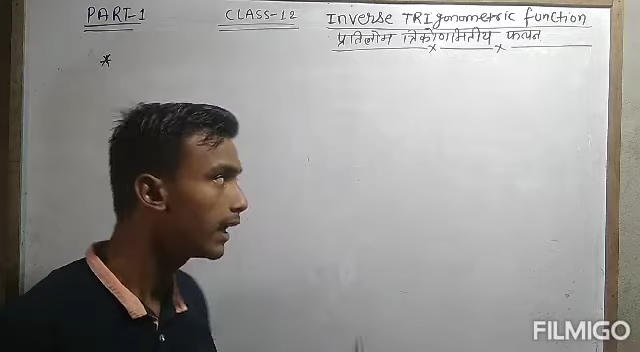 PART-1 CLASS-12 Inverse TRIgonometric function
प्रतिलोम त्रिकोणमितीय फलन
*
FILMIGO